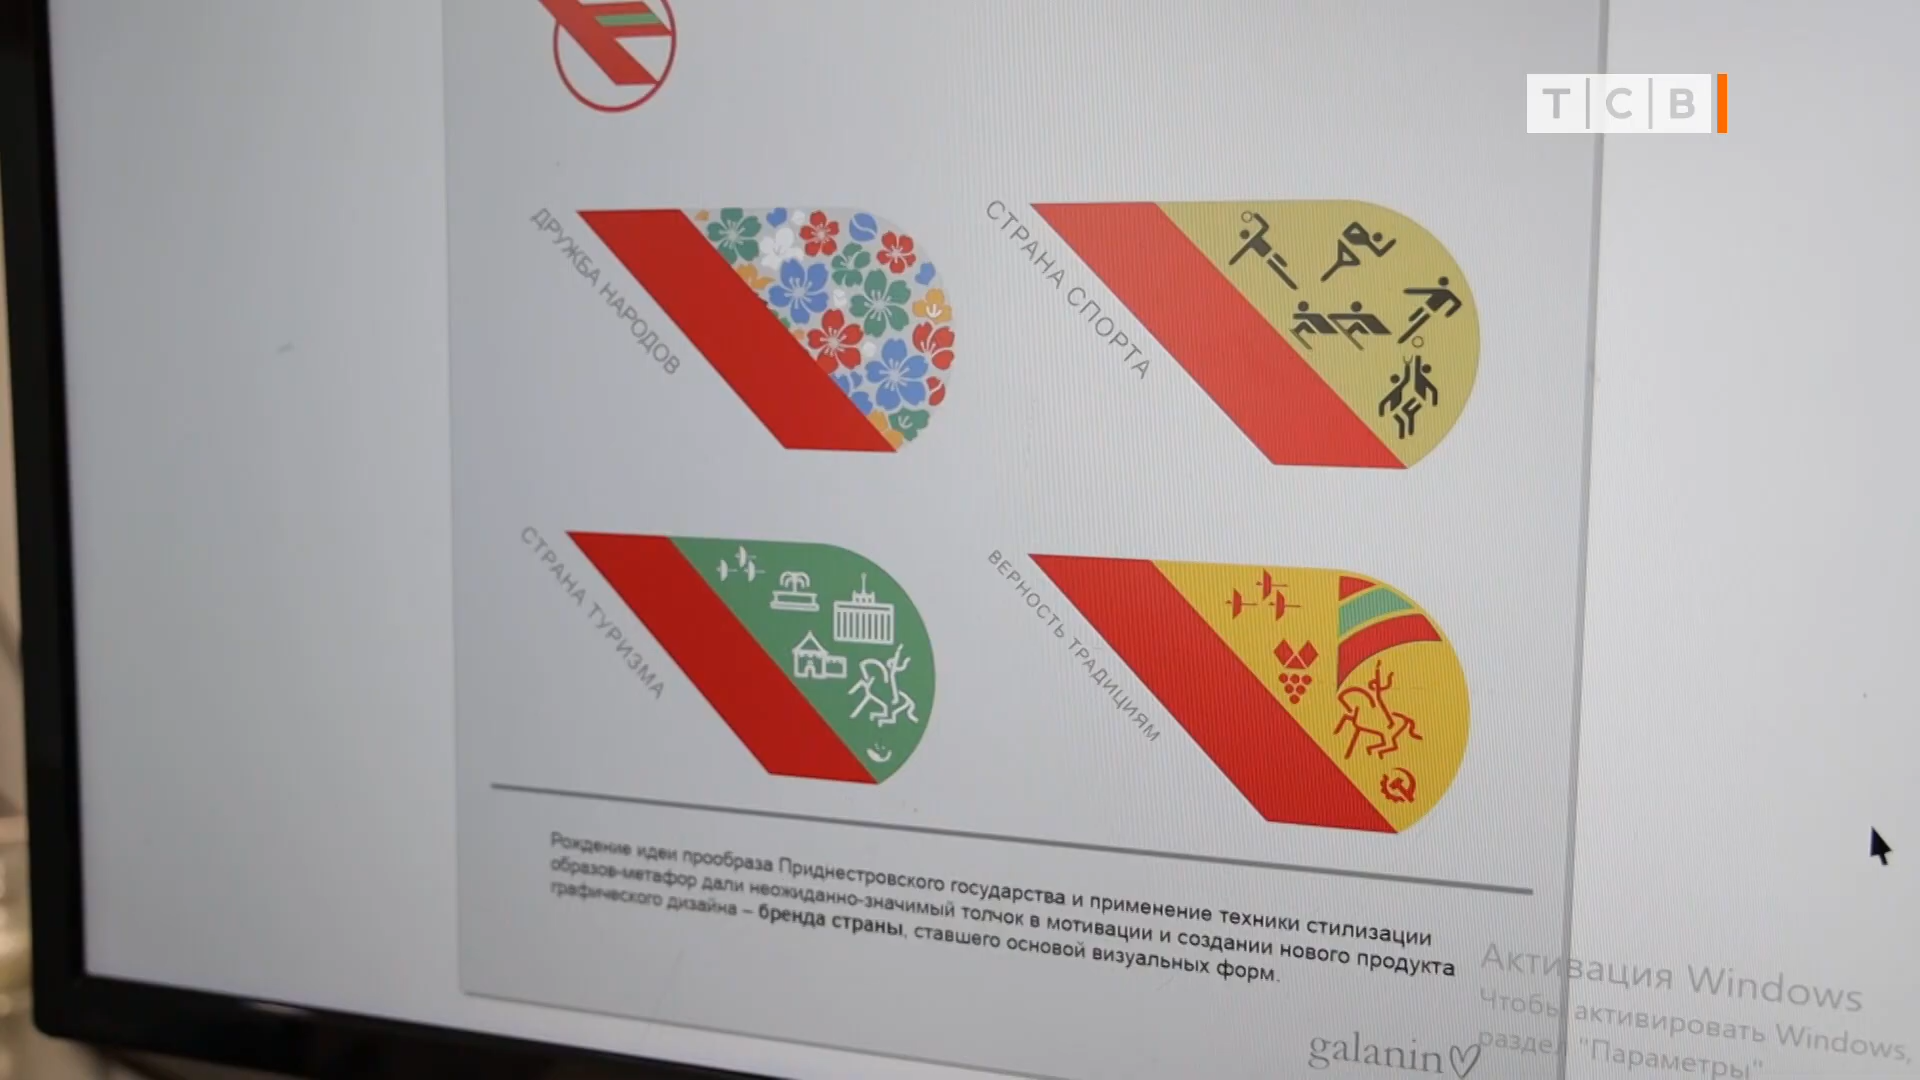 ТСВ
ДРУЖБА НАРОДОВ
СТРАНА СПОРТА
СТРАНА ТУРИЗМА
ВЕРНОСТЬ ТРАДИЦИЯМ
Рождение идеи прообраза Приднестровского государства и применение техники стилизации
образов-метафор дали неожиданно-значимый толчок в мотивации и создании нового продукта
графического дизайна – бренда страны, ставшего основой визуальных форм.
galanin
Активация Windows
Чтобы активировать Windows,
раздел "Параметры"